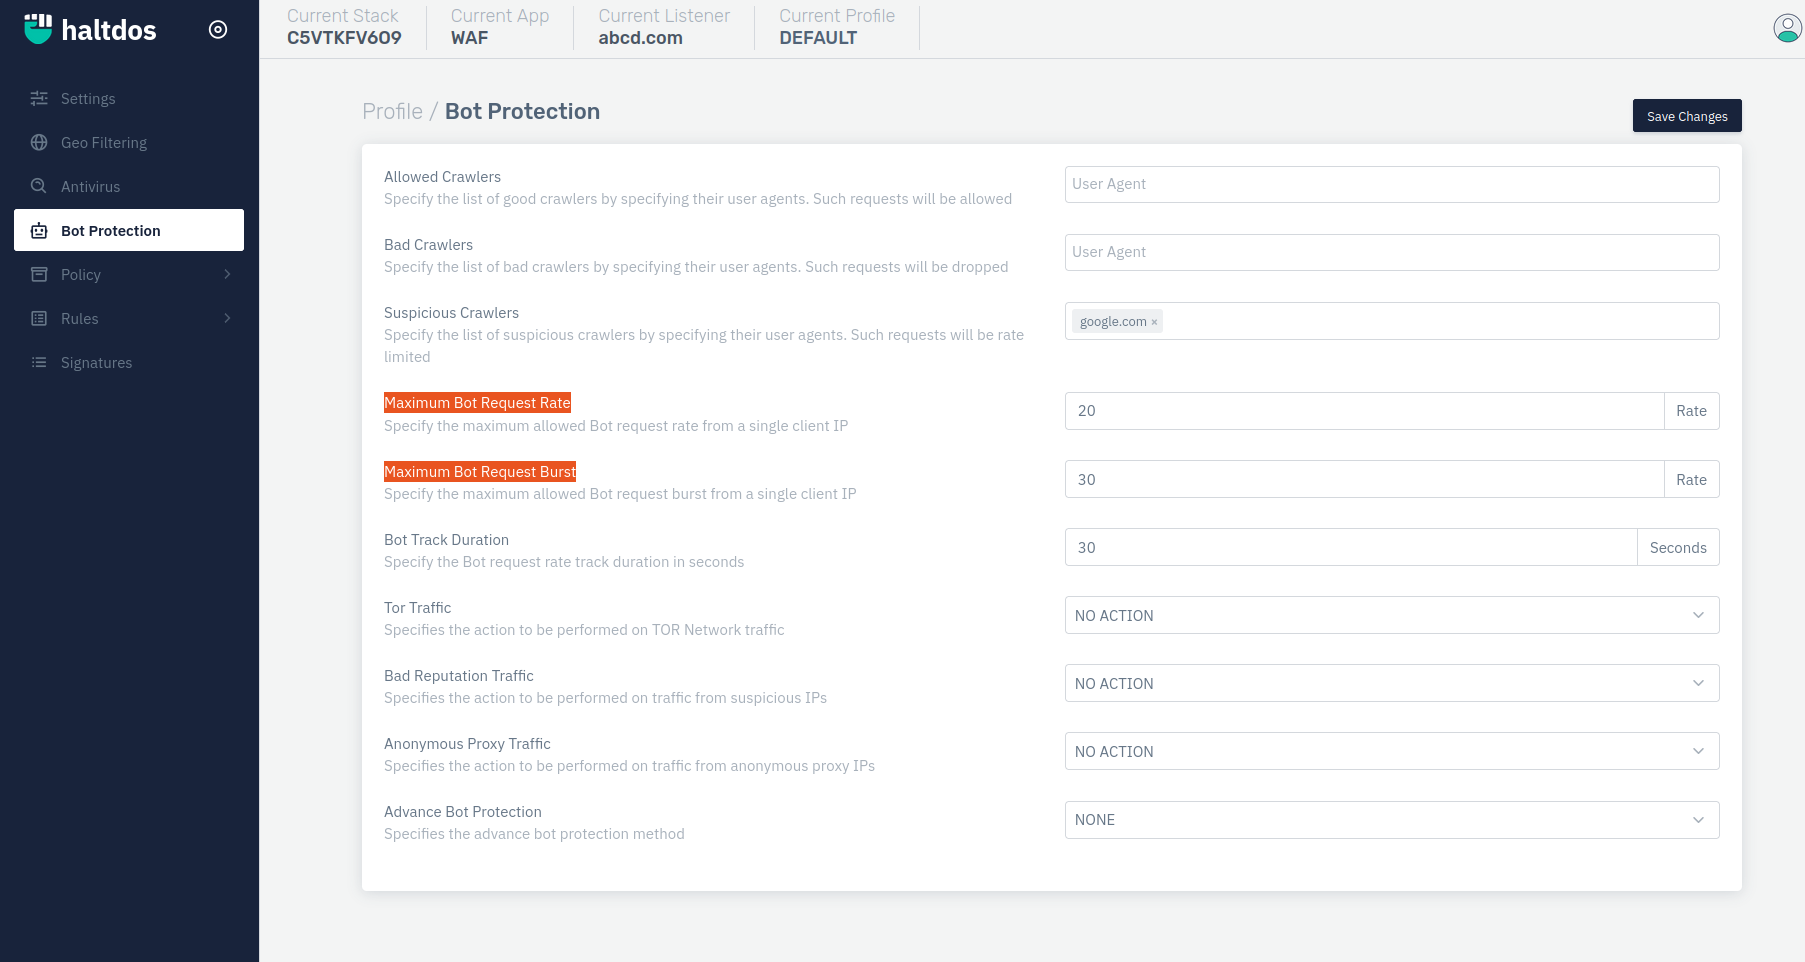 haltdos
Current Stack
C5VTKFV6O9
Current App
WAF
Current Listener
abcd.com
Current Profile
DEFAULT
Settings
Geo Filtering
Antivirus
Bot Protection
Policy
Rules
Signatures
Profile / Bot Protection
Save Changes
Allowed Crawlers
Specify the list of good crawlers by specifying their user agents. Such requests will be allowed
User Agent
Bad Crawlers
Specify the list of bad crawlers by specifying their user agents. Such requests will be dropped
User Agent
Suspicious Crawlers
Specify the list of suspicious crawlers by specifying their user agents. Such requests will be rate
limited
google.com ×
Maximum Bot Request Rate
Specify the maximum allowed Bot request rate from a single client IP
20 Rate
Maximum Bot Request Burst
Specify the maximum allowed Bot request burst from a single client IP
30 Rate
Bot Track Duration
Specify the Bot request rate track duration in seconds
30 Seconds
Tor Traffic
Specifies the action to be performed on TOR Network traffic
NO ACTION
Bad Reputation Traffic
Specifies the action to be performed on traffic from suspicious IPs
NO ACTION
Anonymous Proxy Traffic
Specifies the action to be performed on traffic from anonymous proxy IPs
NO ACTION
Advance Bot Protection
Specifies the advance bot protection method
NONE